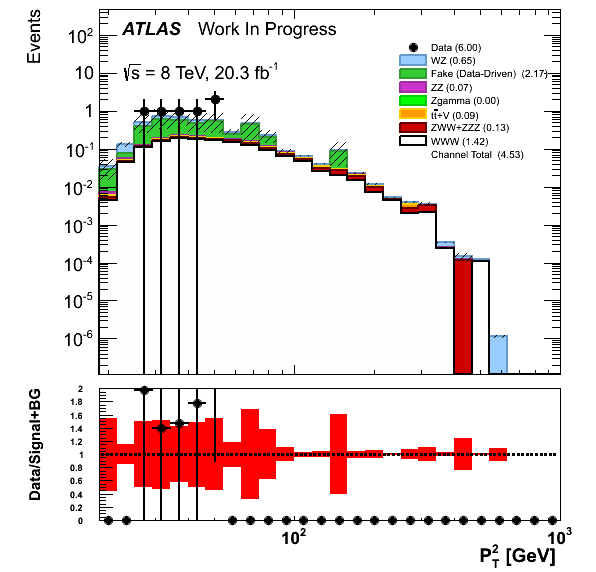 Events
ATLAS Work In Progress
√s = 8 TeV, 20.3 fb⁻¹
Data (6.00)
WZ (0.65)
Fake (Data-Driven) (2.17)
ZZ (0.07)
Zgamma (0.00)
tt̄+V (0.09)
ZWW+ZZZ (0.13)
WWW (1.42)
Channel Total (4.53)
10²
10
1
10⁻¹
10⁻²
10⁻³
10⁻⁴
10⁻⁵
10⁻⁶
Data/Signal+BG
2
1.8
1.6
1.4
1.2
1
0.8
0.6
0.4
0.2
0
10²
10³
P²_T [GeV]